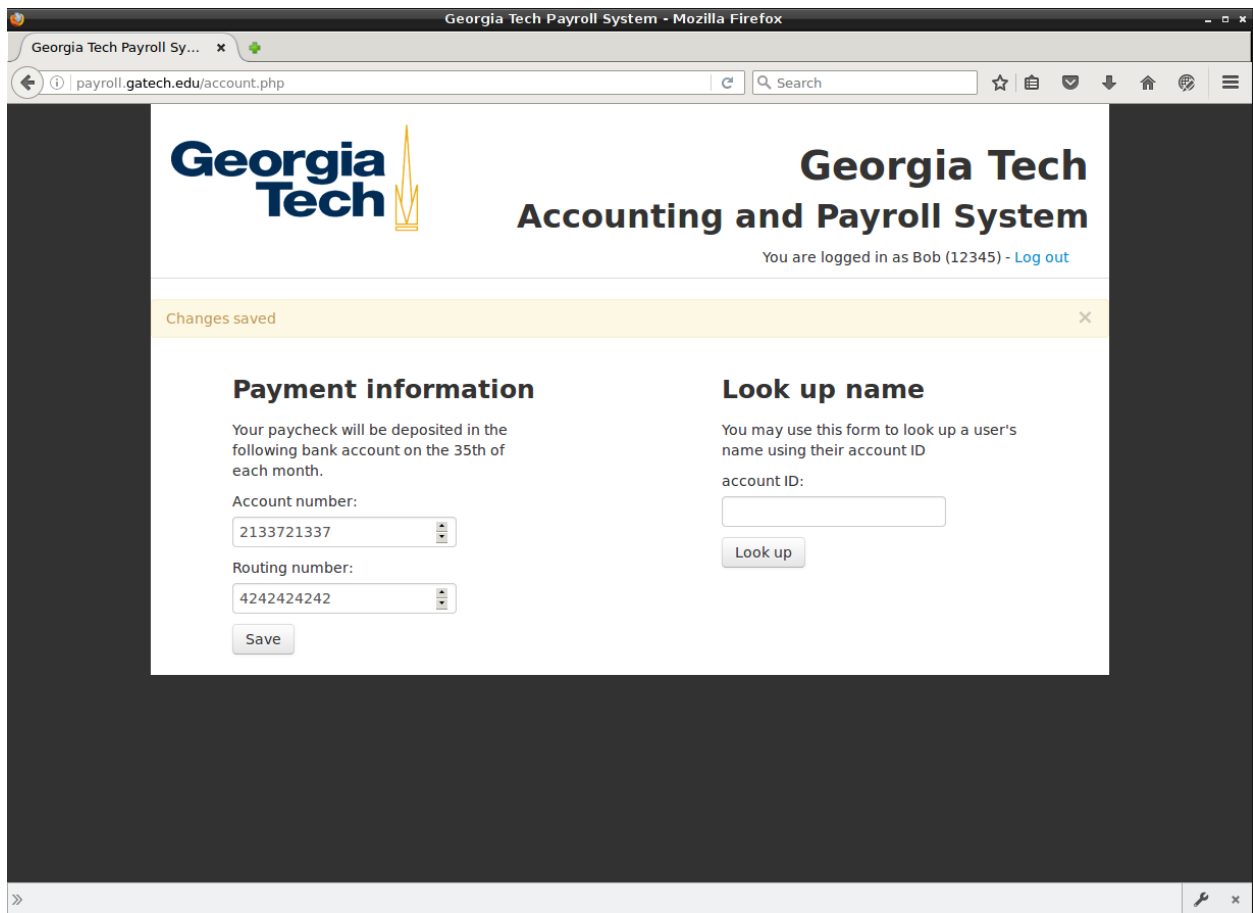 Georgia Tech Payroll System - Mozilla Firefox
Georgia Tech Payroll Sy...
payroll.gatech.edu/account.php
Search
Georgia
Tech
Georgia Tech
Accounting and Payroll System
You are logged in as Bob (12345) - Log out
Changes saved
Payment information
Your paycheck will be deposited in the
following bank account on the 35th of
each month.
Account number:
2133721337
Routing number:
4242424242
Save
Look up name
You may use this form to look up a user's
name using their account ID
account ID:
Look up